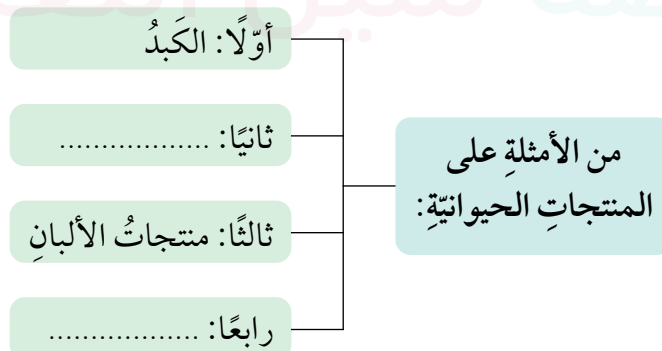 من الأمثلةِ على
المنتجاتِ الحيوانيّةِ:
أوّلًا: الكَبدُ
ثانيًا: ..................
ثالثًا: منتجاتُ الألبانِ
رابعًا: ..................